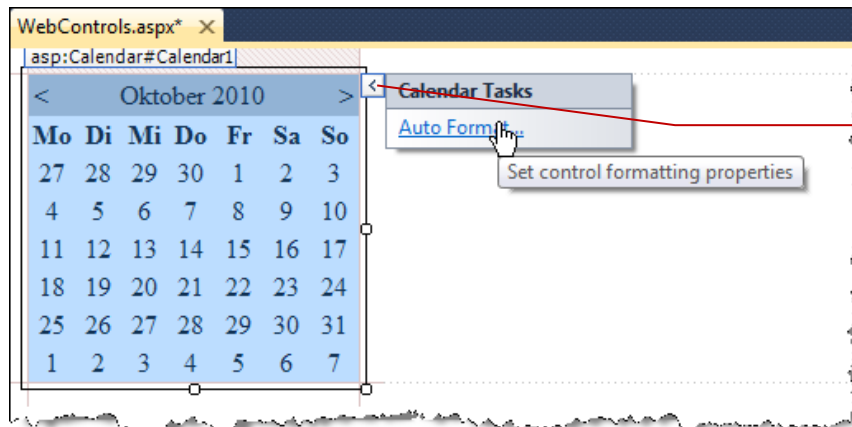 WebControls.aspx* X
asp:Calendar#Calendar1
< Oktober 2010 >
Mo Di Mi Do Fr Sa So
27 28 29 30 1 2 3
4 5 6 7 8 9 10
11 12 13 14 15 16 17
18 19 20 21 22 23 24
25 26 27 28 29 30 31
1 2 3 4 5 6 7
<
Calendar Tasks
Auto Format...
Set control formatting properties